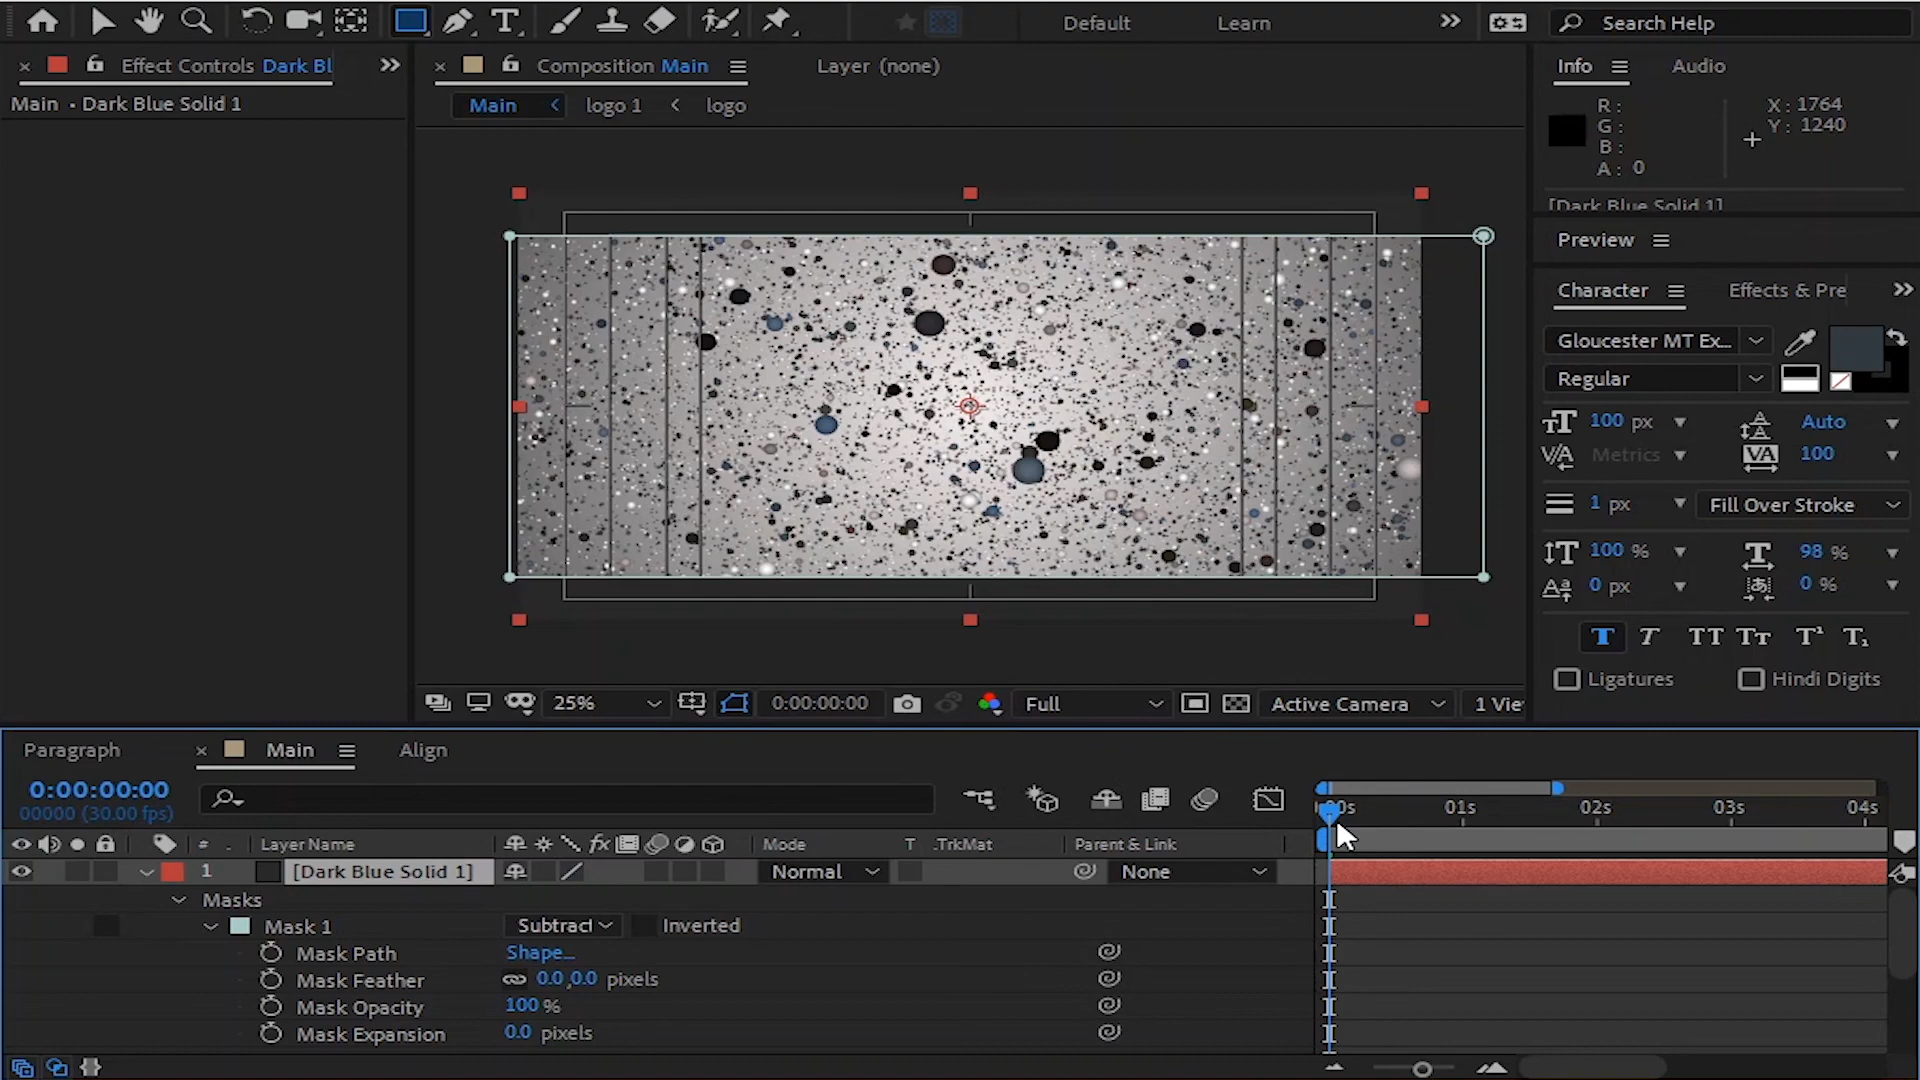 Default
Learn
Search Help
Effect Controls Dark Bl
Composition Main
Layer (none)
Info
Audio
Main • Dark Blue Solid 1
Main
logo 1
logo
R :
G :
B :
A : 0
X : 1764
Y : 1240
[Dark Blue Solid 1]
Preview
Character
Effects & Pre
Gloucester MT Ex...
Regular
100 px
Auto
Metrics
100
1 px
Fill Over Stroke
100 %
98 %
0 px
0 %
Ligatures
Hindi Digits
25%
0:00:00:00
Full
Active Camera
1 Vie
Paragraph
Main
Align
0:00:00:00
00000 (30.00 fps)
:00s
01s
02s
03s
04s
#
Layer Name
Mode
T
.TrkMat
Parent & Link
1
[Dark Blue Solid 1]
Normal
None
Masks
Mask 1
Subtract
Inverted
Mask Path
Shape...
Mask Feather
0.0,0.0 pixels
Mask Opacity
100 %
Mask Expansion
0.0 pixels